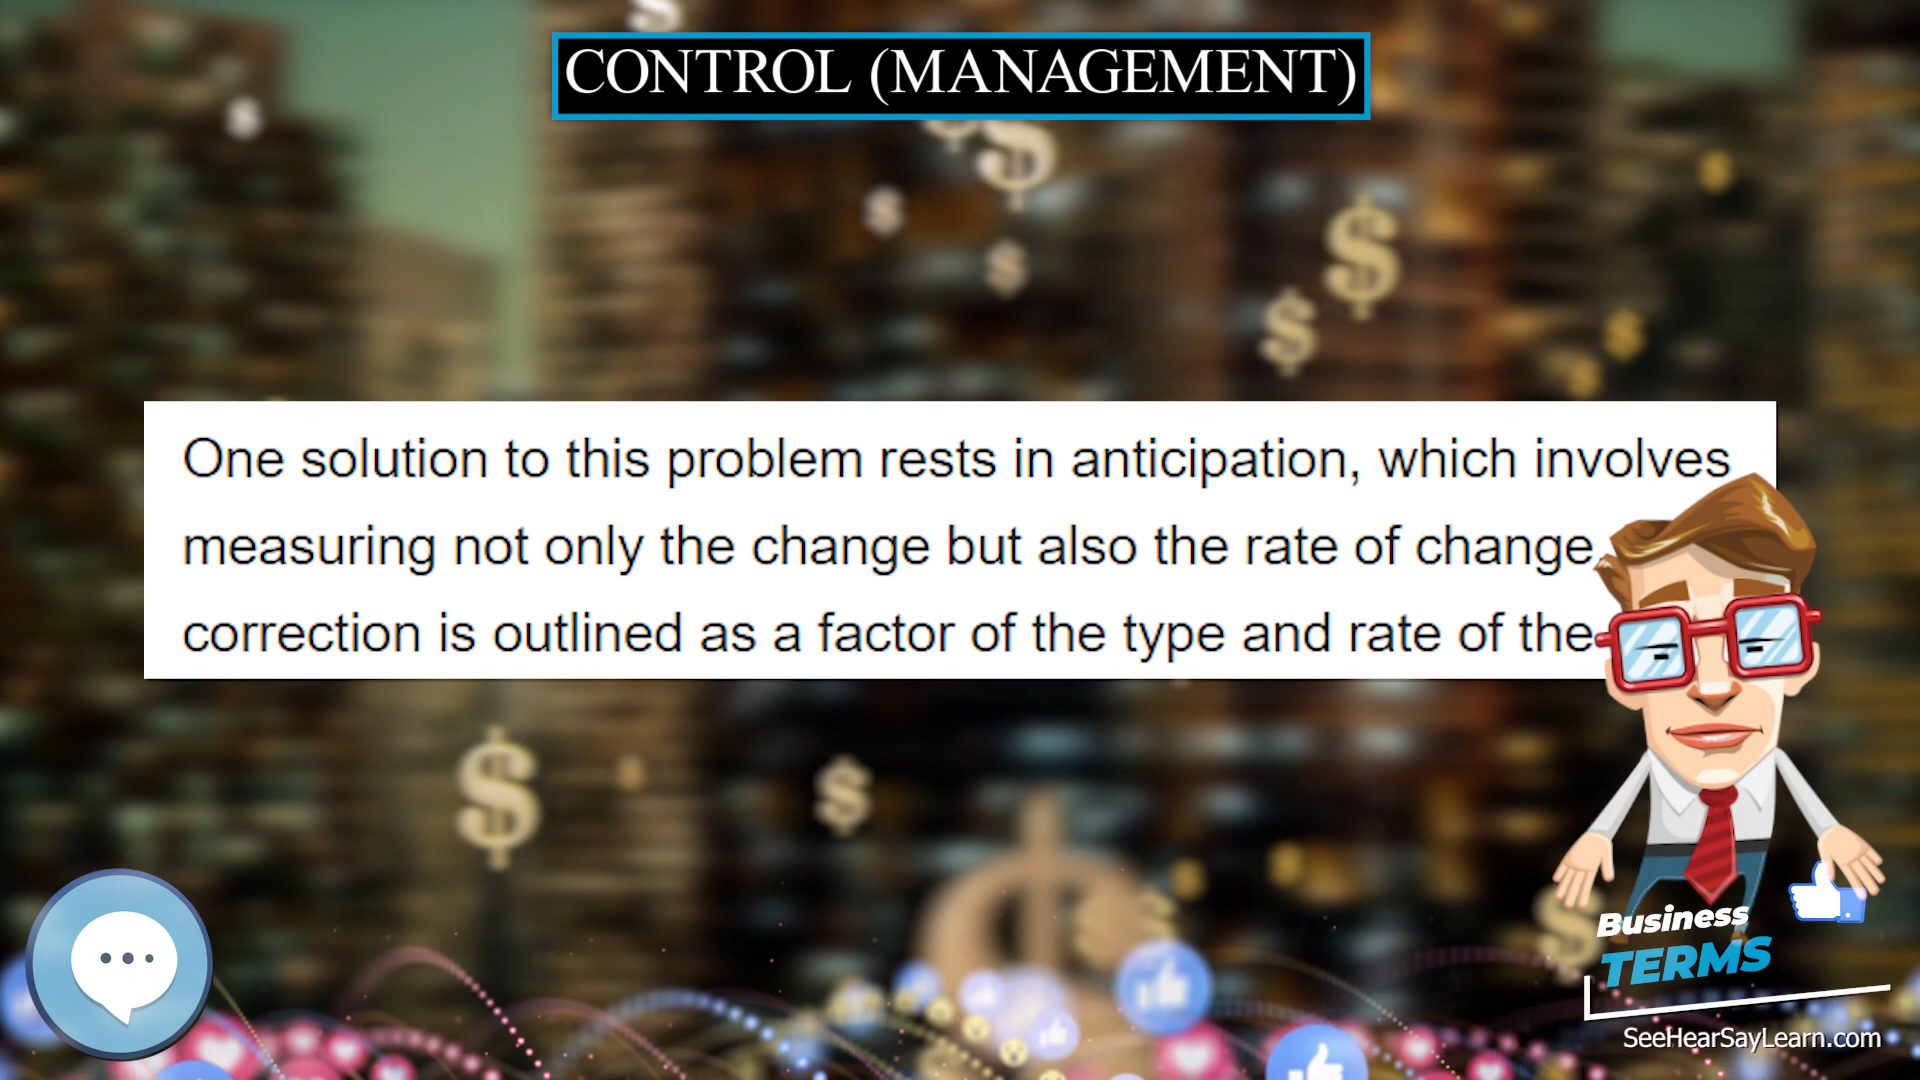 CONTROL (MANAGEMENT)
One solution to this problem rests in anticipation, which involves
measuring not only the change but also the rate of change
correction is outlined as a factor of the type and rate of the
Business
TERMS
SeeHearSayLearn.com